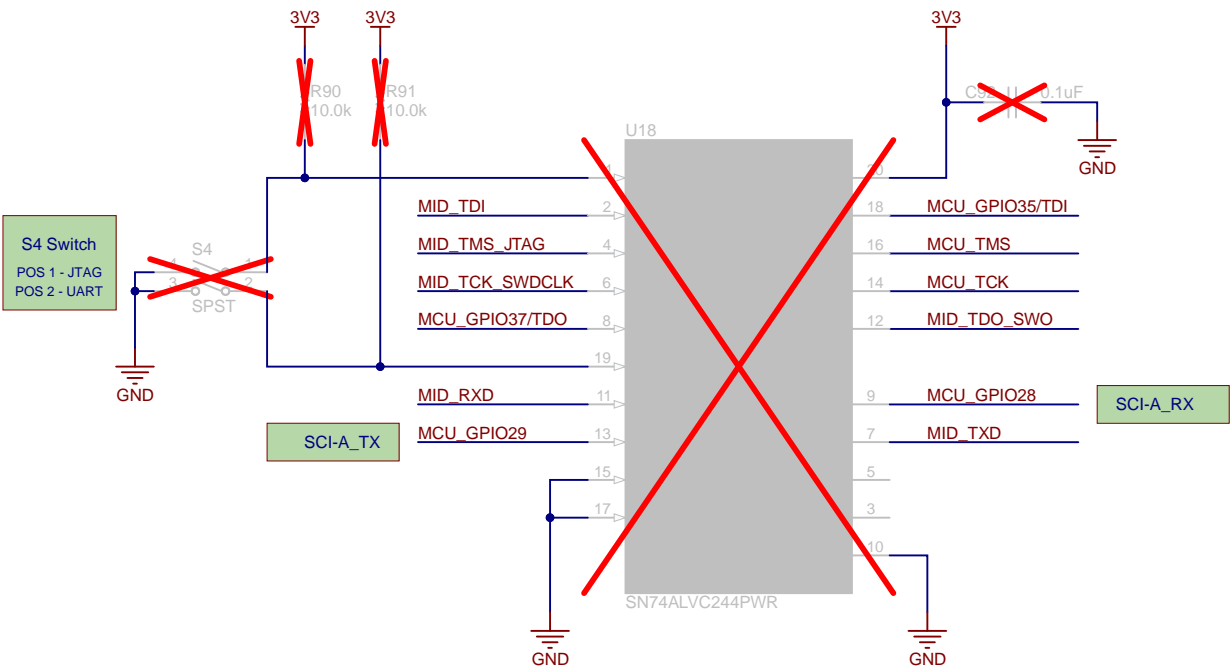 3V3
3V3
3V3
R90
10.0k
R91
10.0k
0.1uF
GND
U18
1
20
MID_TDI
2
18
MCU_GPIO35/TDI
S4 Switch
POS 1 - JTAG
POS 2 - UART
S4
4
1
3
2
SPST
MID_TMS_JTAG
4
16
MCU_TMS
MID_TCK_SWDCLK
6
14
MCU_TCK
MCU_GPIO37/TDO
8
12
MID_TDO_SWO
19
GND
MID_RXD
11
9
MCU_GPIO28
SCI-A_RX
SCI-A_TX
MCU_GPIO29
13
7
MID_TXD
15
5
17
3
10
SN74ALVC244PWR
GND
GND